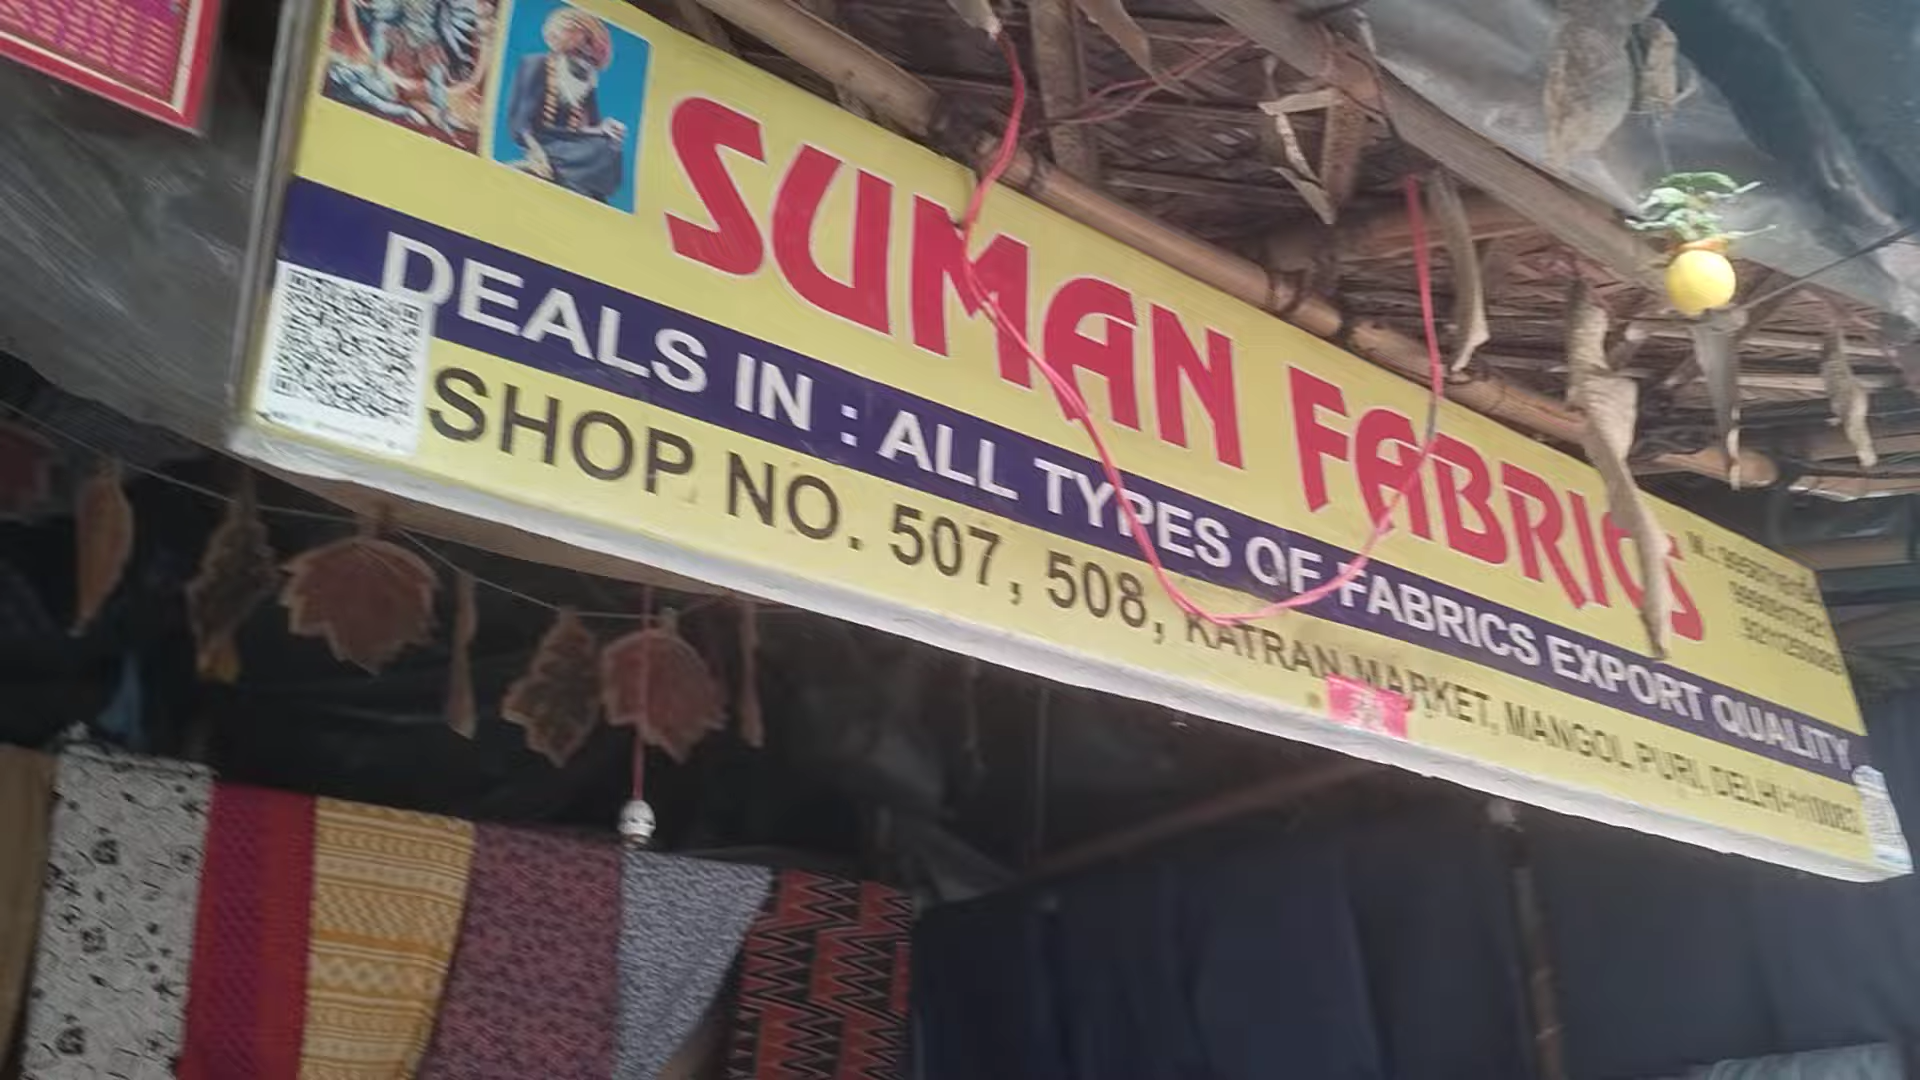 SUMAN FABRICS
DEALS IN : ALL TYPES OF FABRICS EXPORT QUALITY
SHOP NO. 507, 508, KATRAN MARKET, MANGOL PURI, DELHI-110083